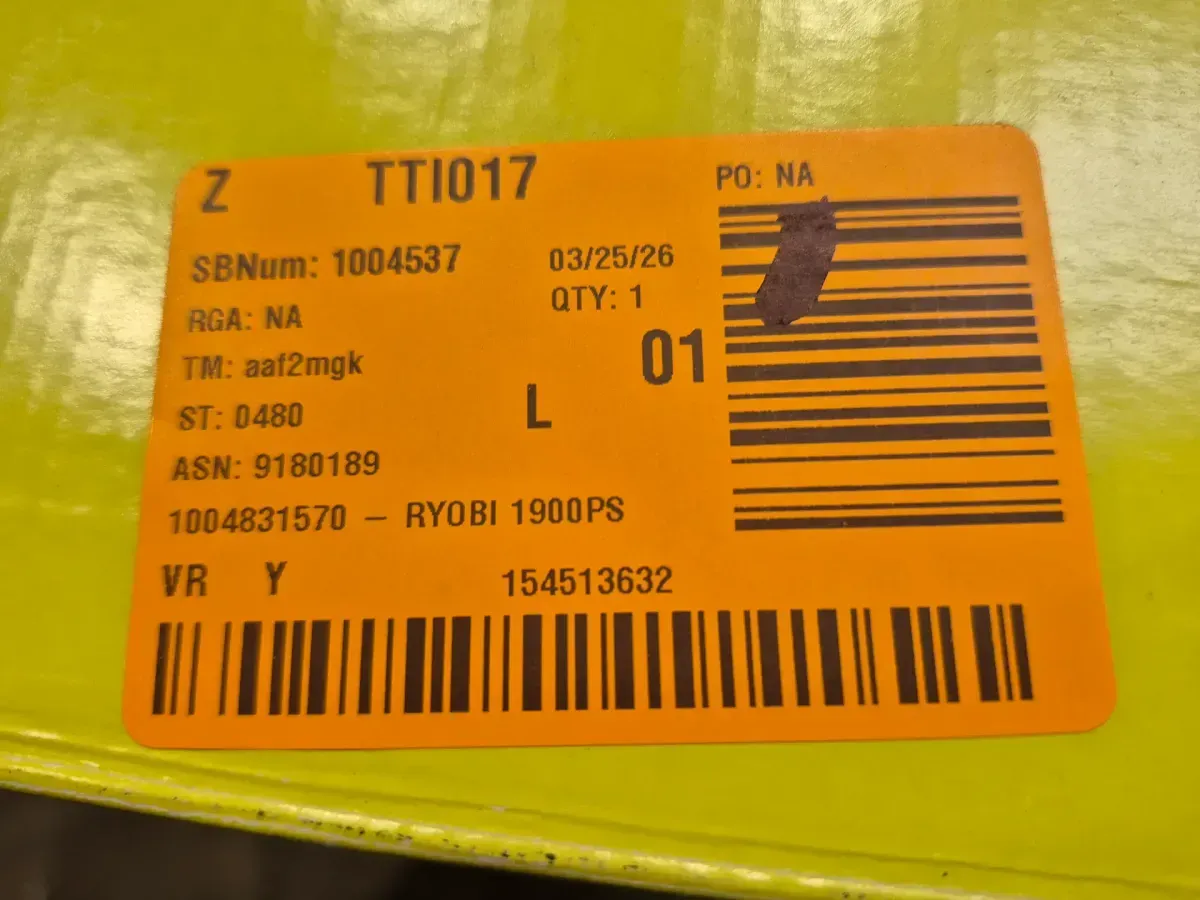 Z TTI017 PO: NA
SBNum: 1004537 03/25/26
RGA: NA QTY: 1
TM: aaf2mgk 01
ST: 0480 L
ASN: 9180189
1004831570 – RYOBI 1900PS
VR Y 154513632